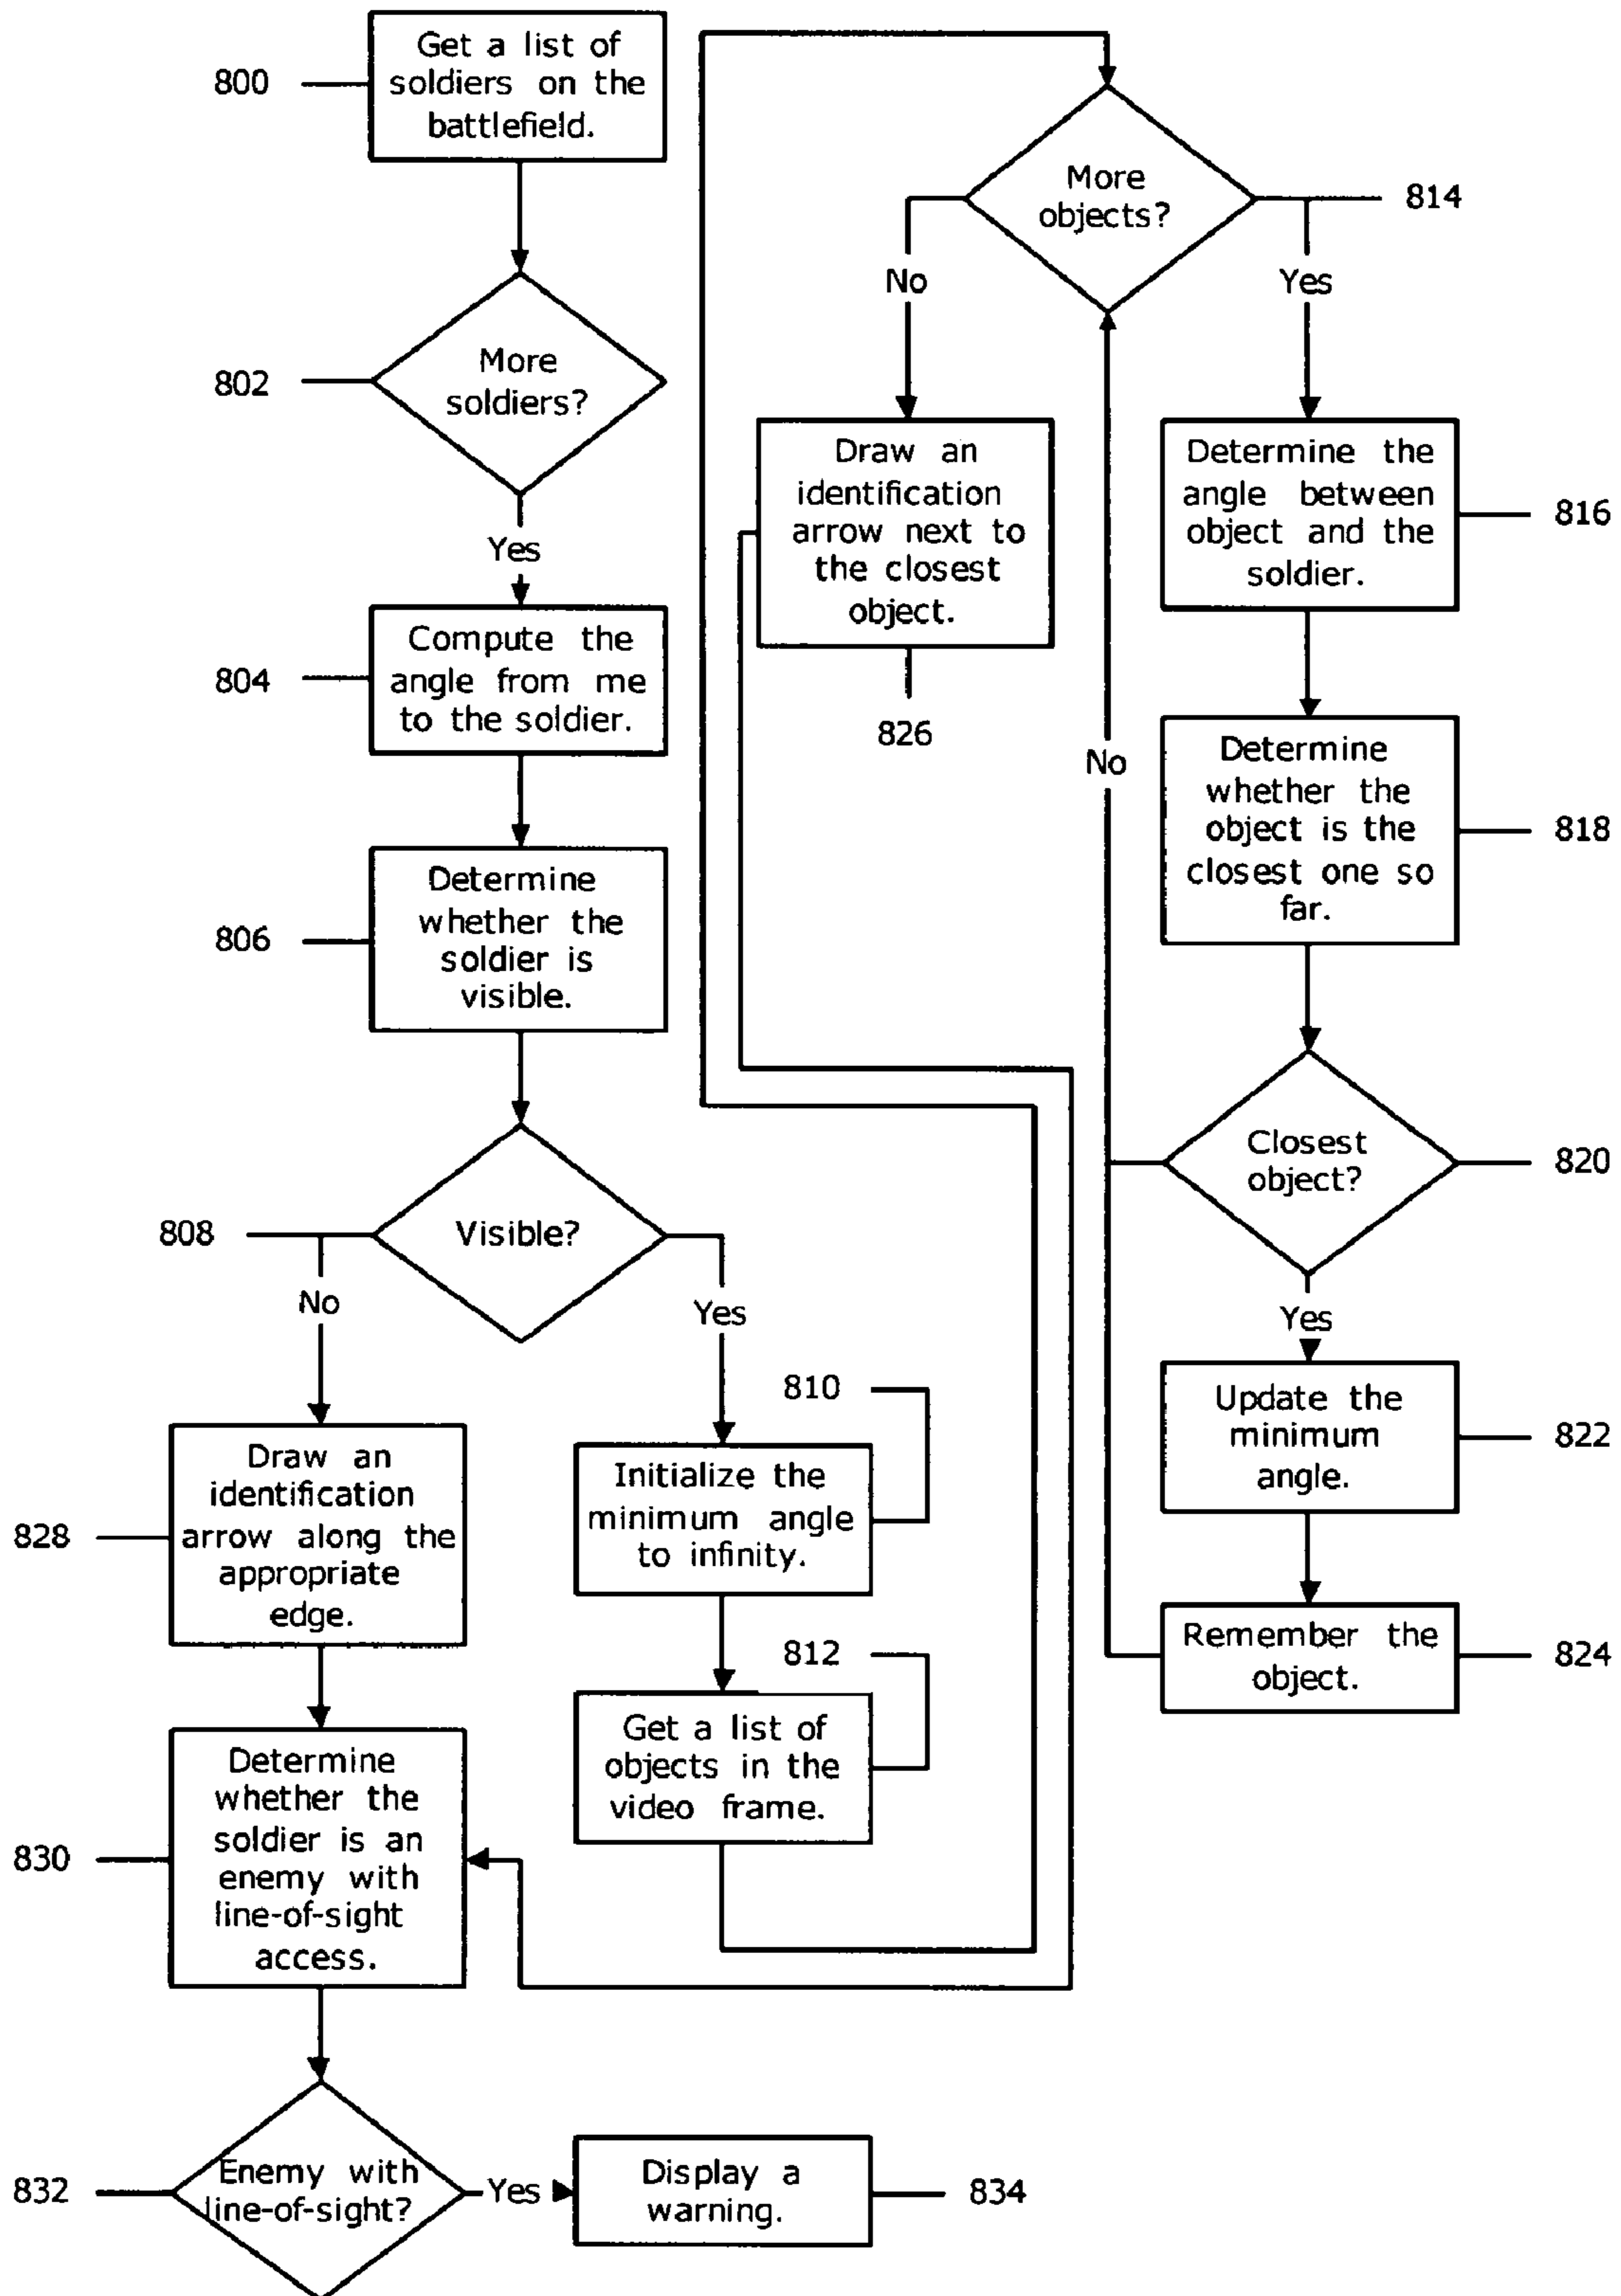 800
Get a list of
soldiers on the
battlefield.
802
More
soldiers?
Yes
804
Compute the
angle from me
to the soldier.
806
Determine
whether the
soldier is
visible.
808
Visible?
No
Yes
828
Draw an
identification
arrow along the
appropriate
edge.
810
Initialize the
minimum angle
to infinity.
812
Get a list of
objects in the
video frame.
830
Determine
whether the
soldier is an
enemy with
line-of-sight
access.
832
Enemy with
line-of-sight?
Yes
Display a
warning.
834
More
objects?
814
No
Yes
Draw an
identification
arrow next to
the closest
object.
826
Determine the
angle between
object and the
soldier.
816
Determine
whether the
object is the
closest one so
far.
818
No
Closest
object?
820
Yes
Update the
minimum
angle.
822
Remember the
object.
824